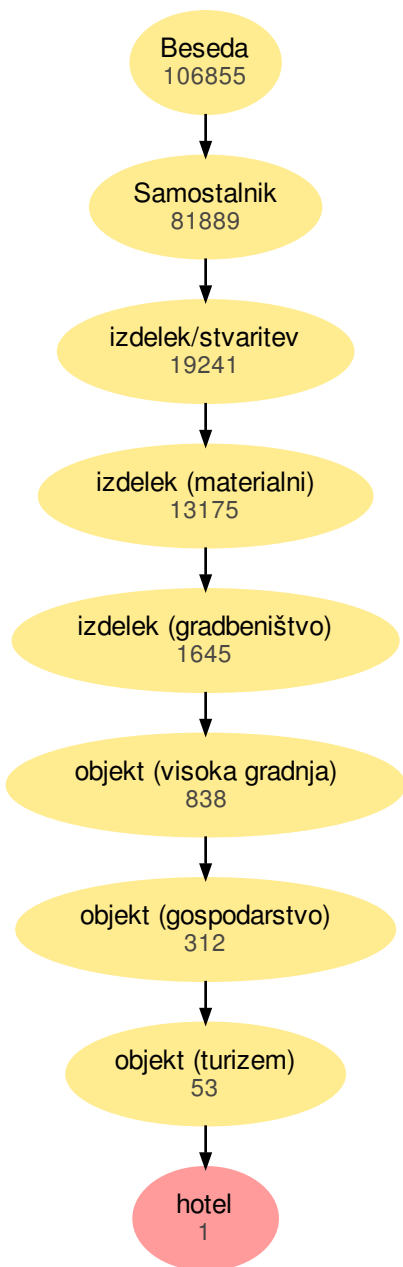 Beseda
106855
Samostalnik
81889
izdelek/stvaritev
19241
izdelek (materialni)
13175
izdelek (gradbeništvo)
1645
objekt (visoka gradnja)
838
objekt (gospodarstvo)
312
objekt (turizem)
53
hotel
1